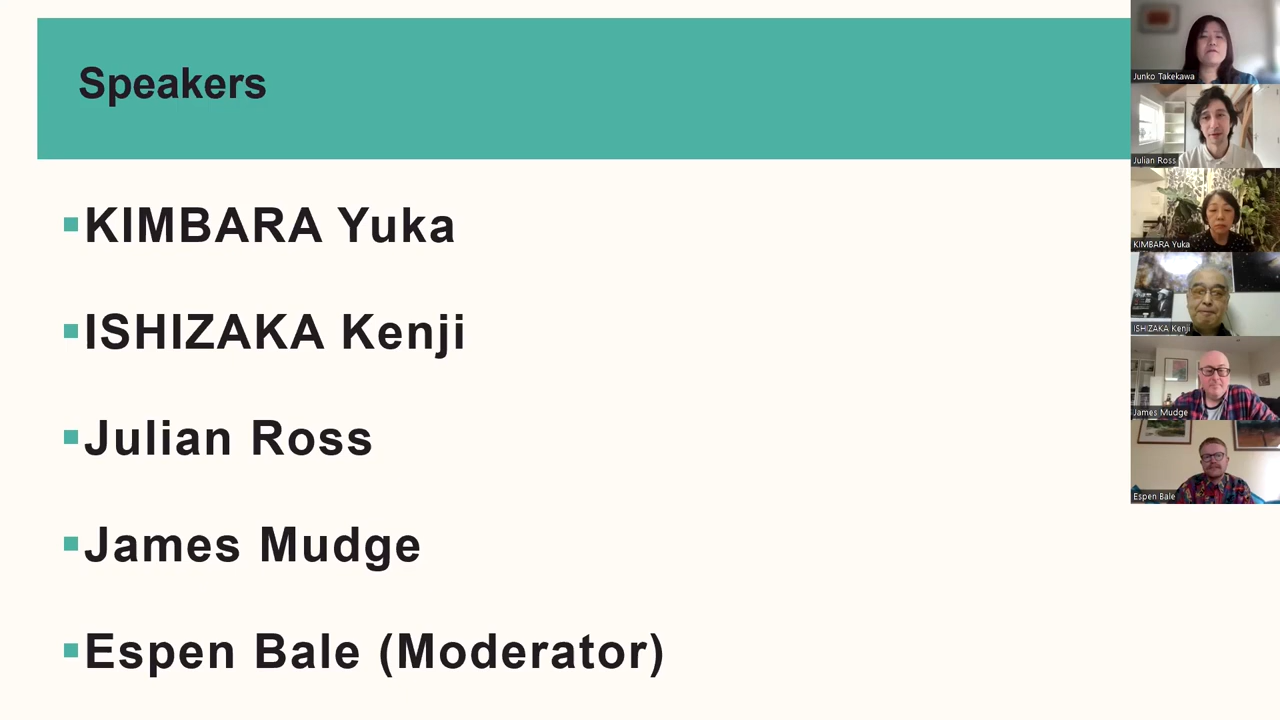 Speakers
KIMBARA Yuka
ISHIZAKA Kenji
Julian Ross
James Mudge
Espen Bale (Moderator)
Junko Takekawa
Julian Ross
KIMBARA Yuka
ISHIZAKA Kenji
James Mudge
Espen Bale